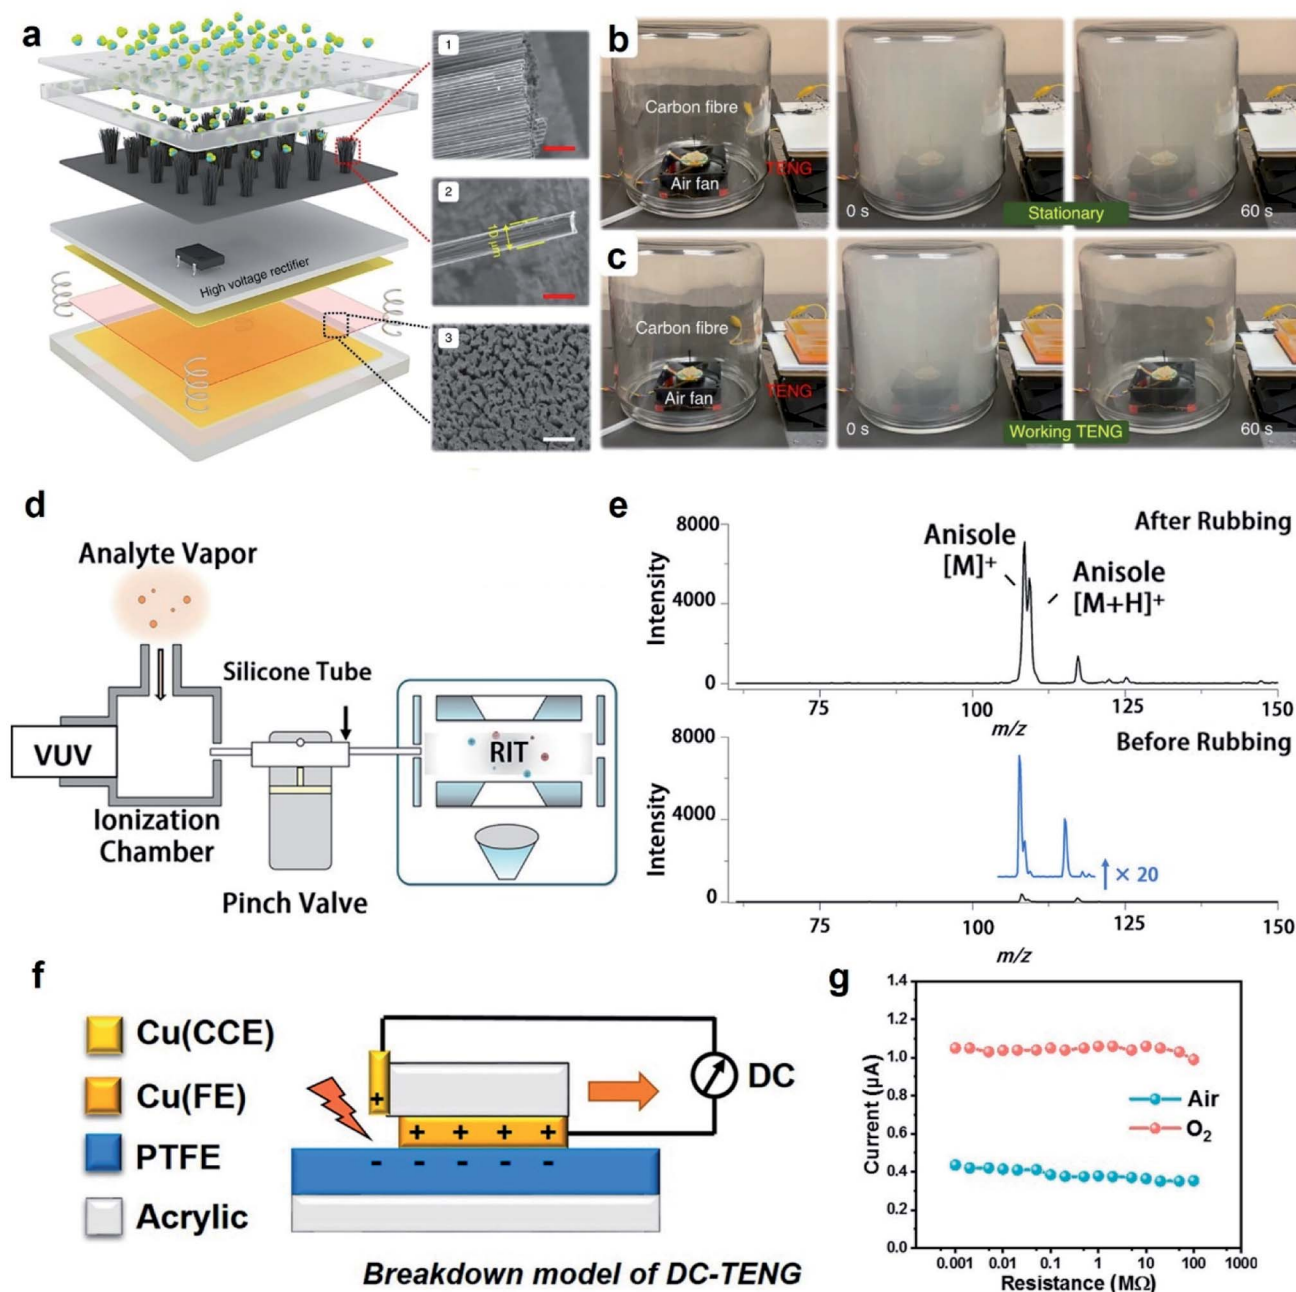 a
High voltage rectifier
1
2
10 μm
3
b
Carbon fibre
TENG
Air fan
0 s
Stationary
60 s
c
Carbon fibre
TENG
Air fan
0 s
Working TENG
60 s
d
Analyte Vapor
Silicone Tube
VUV
RIT
Ionization
Chamber
Pinch Valve
e
8000
After Rubbing
Anisole
[M]⁺
Anisole
[M+H]⁺
Intensity
4000
0
75
100
125
150
m/z
8000
Before Rubbing
Intensity
4000
× 20
0
75
100
125
150
m/z
f
Cu(CCE)
Cu(FE)
PTFE
Acrylic
+
+ + + +
- - - - -
DC
Breakdown model of DC-TENG
g
1.4
1.2
1.0
0.8
0.6
0.4
0.2
0.0
Current (μA)
Air
O₂
0.001 0.01 0.1 1 10 100 1000
Resistance (MΩ)